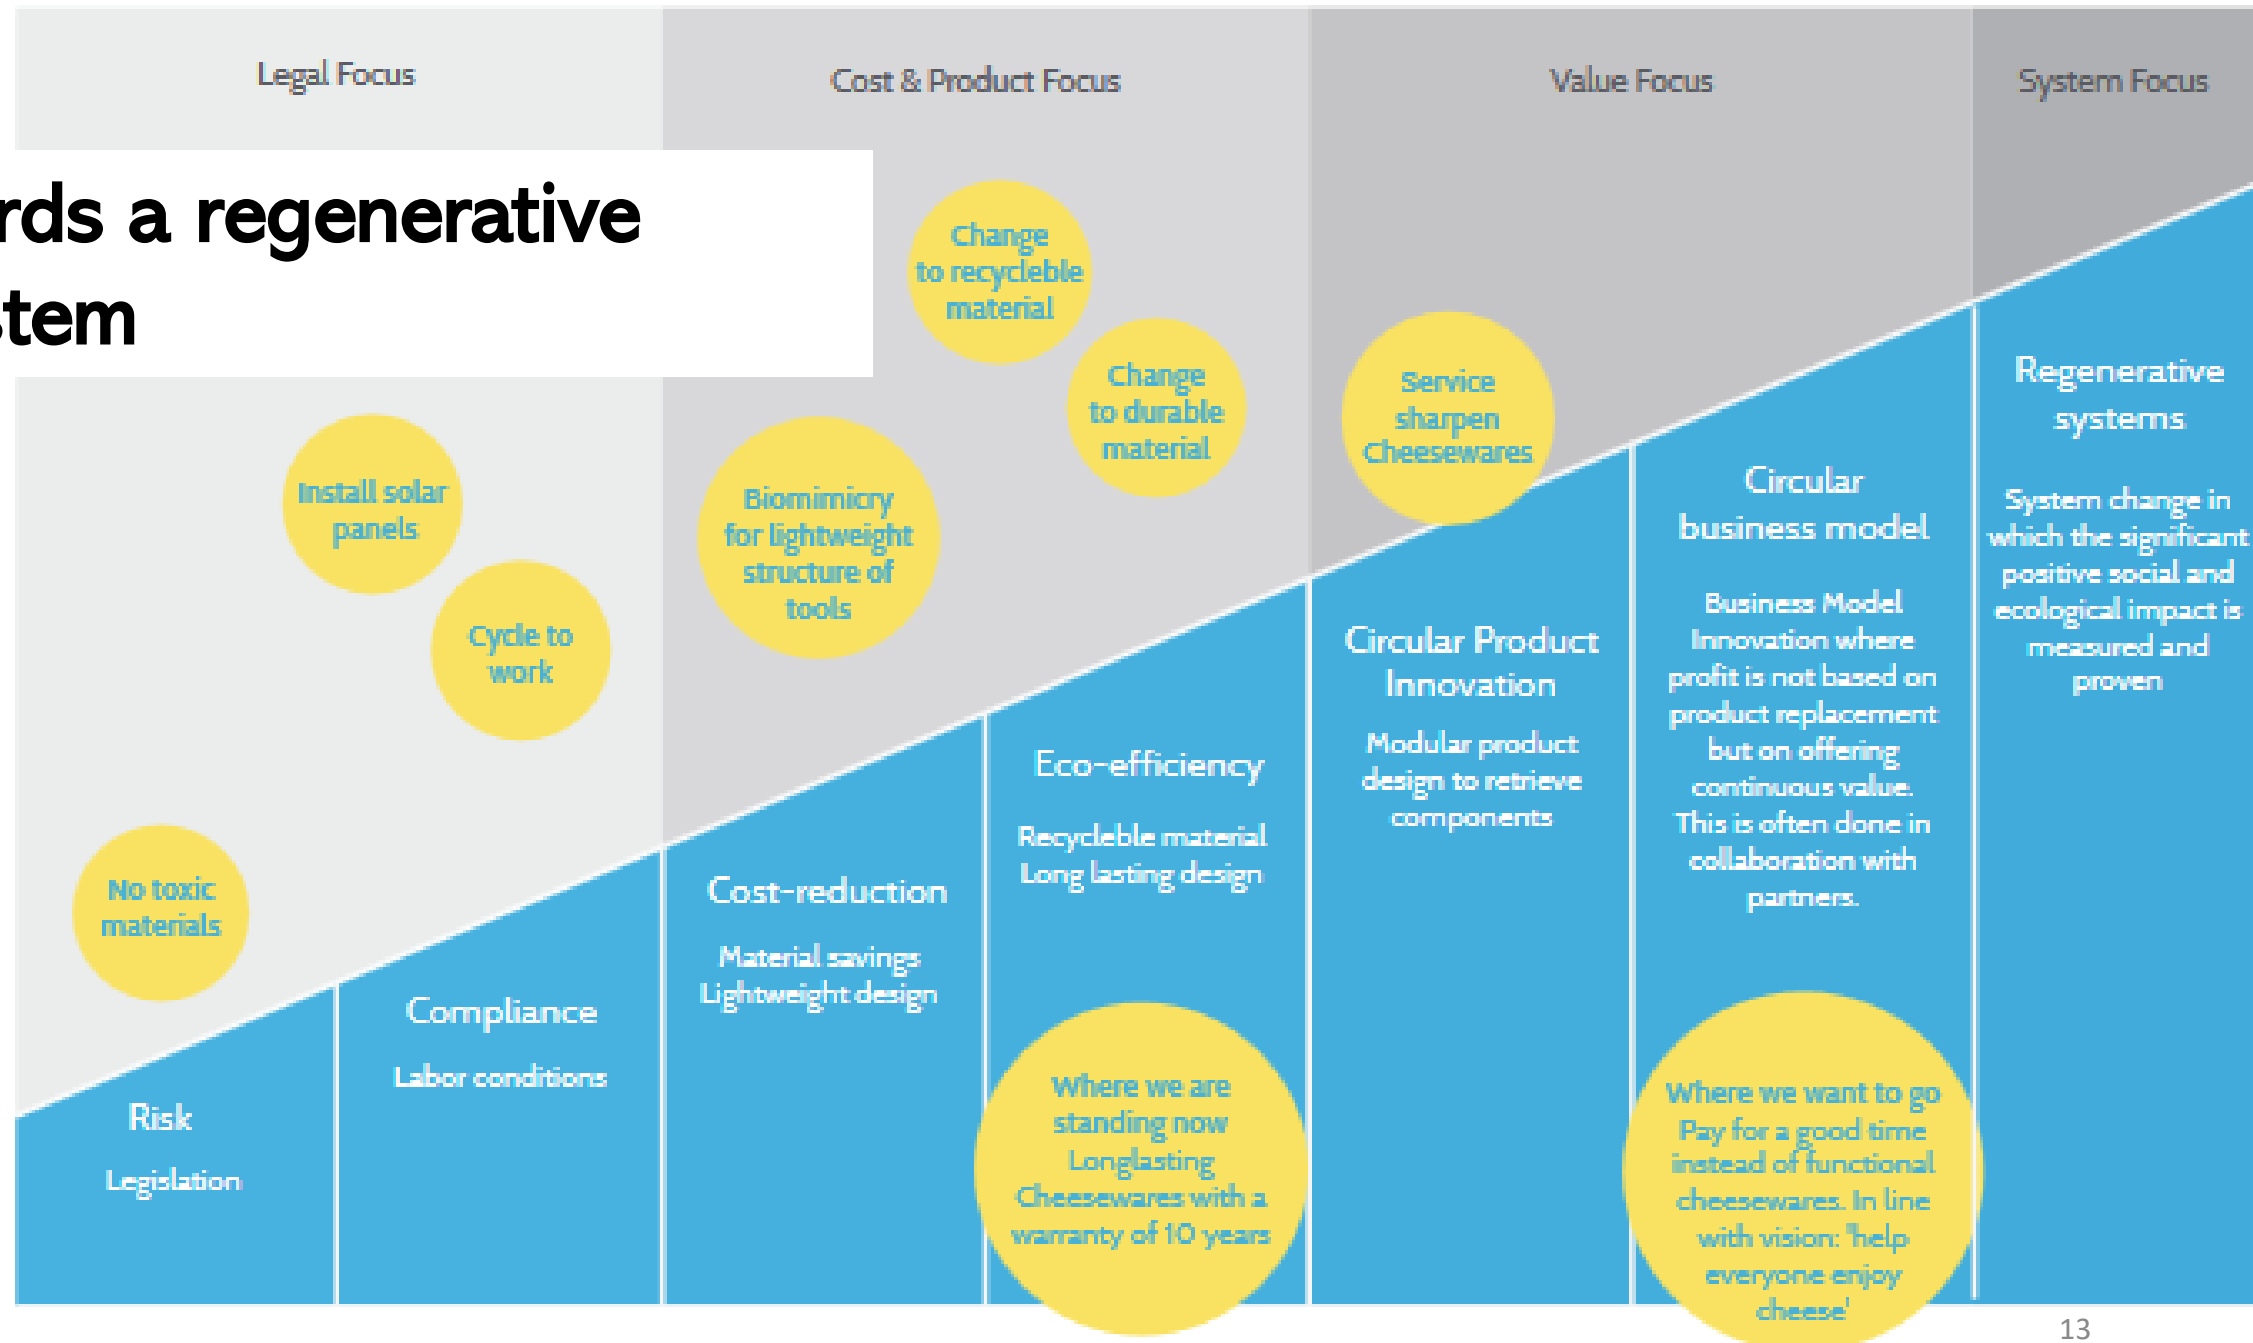 Legal Focus
Cost & Product Focus
Value Focus
System Focus
rds a regenerative
stem
Change
to recycleble
material
Change
to durable
material
Service
sharpen
Cheesewares
Install solar
panels
Cycle to
work
Biomimicry
for lightweight
structure of
tools
No toxic
materials
Risk
Legislation
Compliance
Labor conditions
Cost-reduction
Material savings
Lightweight design
Eco-efficiency
Recycleble material
Long lasting design
Where we are
standing now
Longlasting
Cheesewares with a
warranty of 10 years
Circular Product
Innovation
Modular product
design to retrieve
components
Circular
business model
Business Model
Innovation where
profit is not based on
product replacement
but on offering
continuous value.
This is often done in
collaboration with
partners.
Where we want to go
Pay for a good time
instead of functional
cheesewares. In line
with vision: "help
everyone enjoy
cheese'
Regenerative
systems
System change in
which the significant
positive social and
ecological impact is
measured and
proven
13